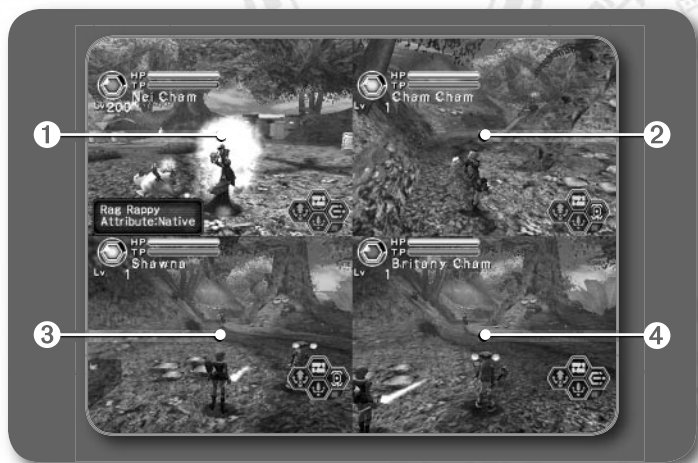 HP
TP
Nei Cham
Lv 200
Rag Rappy
Attribute:Native
HP
TP
Cham Cham
Lv 1
HP
TP
Shawna
Lv 1
HP
TP
Britany Cham
Lv 1
1
2
3
4